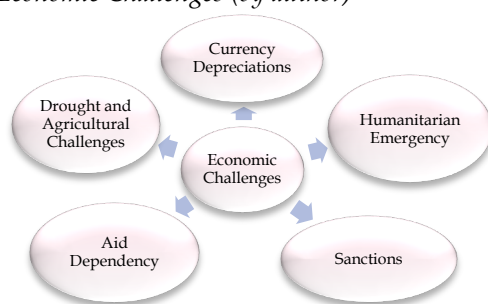 Economic Challenges (by author)
Currency
Depreciations
Drought and
Agricultural
Challenges
Humanitarian
Emergency
Economic
Challenges
Aid
Dependency
Sanctions